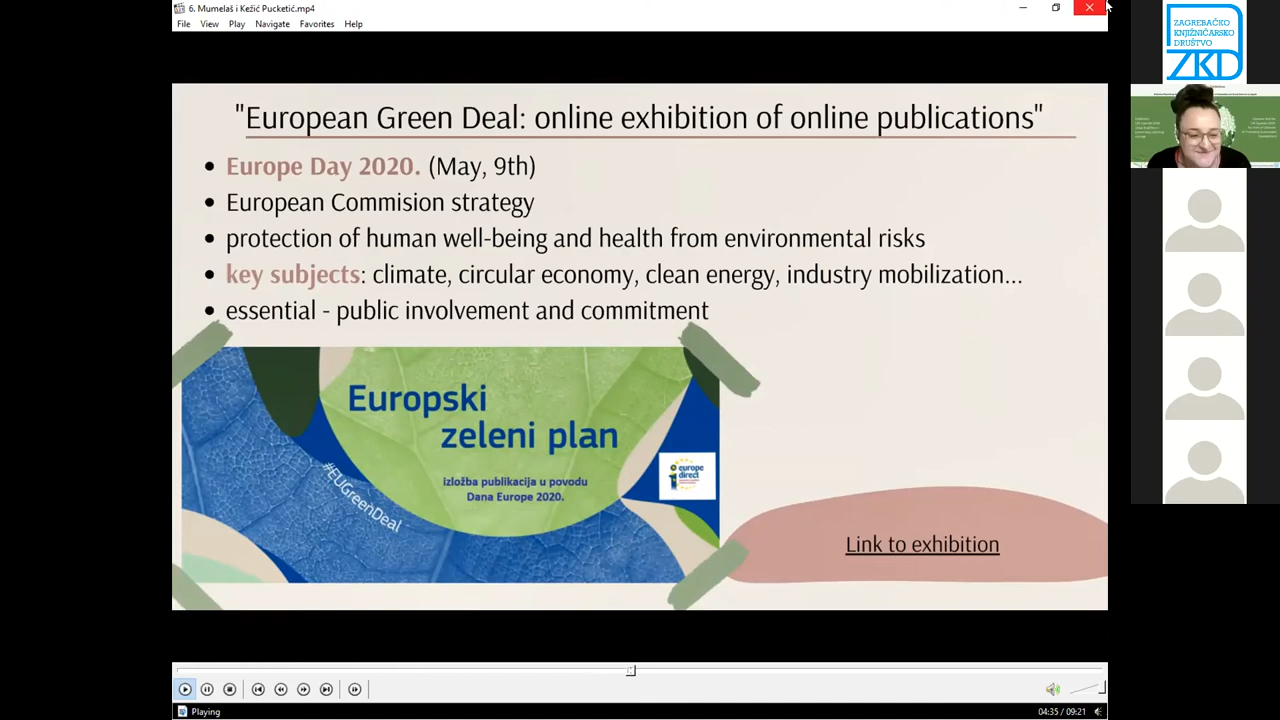 6. Mumelaš i Kežić Pucketić.mp4
File View Play Navigate Favorites Help
"European Green Deal: online exhibition of online publications"
Europe Day 2020. (May, 9th)
European Commision strategy
protection of human well-being and health from environmental risks
key subjects: climate, circular economy, clean energy, industry mobilization...
essential - public involvement and commitment
Europski
zeleni plan
izložba publikacija u povodu
Dana Europe 2020.
#EUGreenDeal
europe
direct
Link to exhibition
Playing
04:35 / 09:21
ZAGREBAČKO
KNJIŽNIČARSKO
DRUŠTVO
ZKD